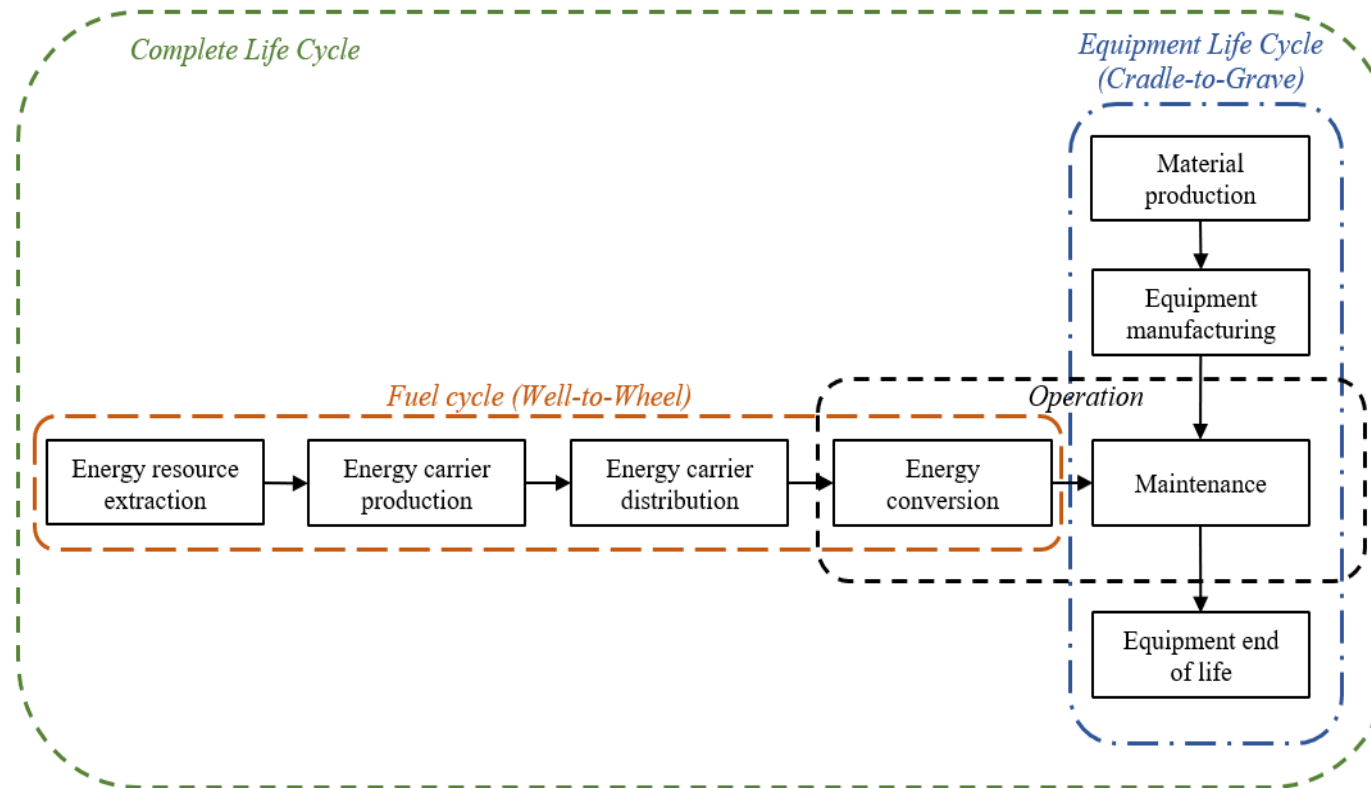 Complete Life Cycle
Equipment Life Cycle
(Cradle-to-Grave)
Material
production
Equipment
manufacturing
Fuel cycle (Well-to-Wheel)
Operation
Energy resource
extraction
Energy carrier
production
Energy carrier
distribution
Energy
conversion
Maintenance
Equipment end
of life